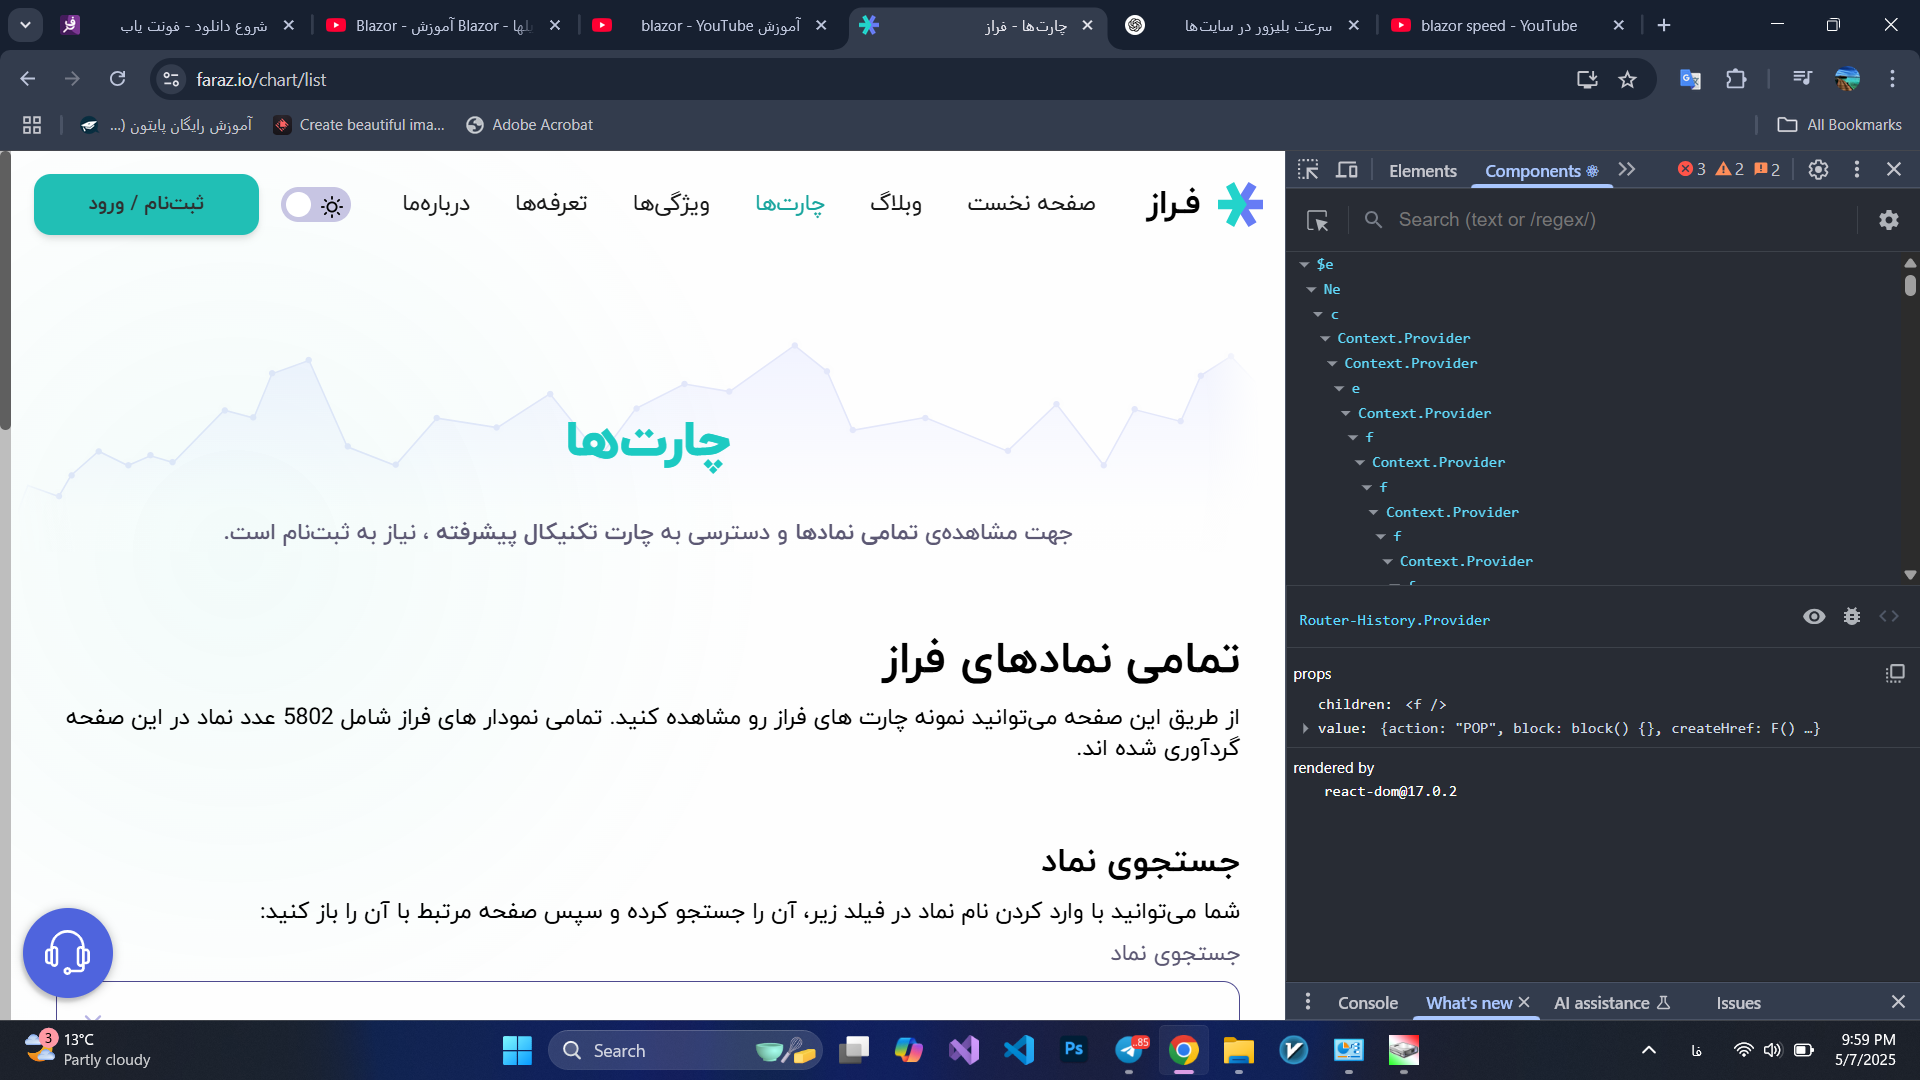 شروع دانلود - فونت یاب
Blazor - آموزش Blazor
آموزش blazor - YouTube
چارت‌ها - فراز
سرعت بلیزور در سایت‌ها
blazor speed - YouTube
faraz.io/chart/list
آموزش رایگان پایتون (...
Create beautiful ima...
Adobe Acrobat
All Bookmarks
فراز
صفحه نخست
وبلاگ
چارت‌ها
ویژگی‌ها
تعرفه‌ها
درباره‌ما
ثبت‌نام / ورود
چارت‌ها
جهت مشاهده‌ی تمامی نمادها و دسترسی به چارت تکنیکال پیشرفته ، نیاز به ثبت‌نام است.
تمامی نمادهای فراز
از طریق این صفحه می‌توانید نمونه چارت های فراز رو مشاهده کنید. تمامی نمودار های فراز شامل 5802 عدد نماد در این صفحه
گردآوری شده اند.
جستجوی نماد
شما می‌توانید با وارد کردن نام نماد در فیلد زیر، آن را جستجو کرده و سپس صفحه مرتبط با آن را باز کنید:
جستجوی نماد
Elements
Components
3
2
2
Search (text or /regex/)
$e
Ne
c
Context.Provider
Context.Provider
e
Context.Provider
f
Context.Provider
f
Context.Provider
f
Context.Provider
Router-History.Provider
props
children: <f />
value: {action: "POP", block: block() {}, createHref: F() …}
rendered by
react-dom@17.0.2
Console
What's new
AI assistance
Issues
3
13°C
Partly cloudy
Search
Ps
.85
فا
9:59 PM
5/7/2025